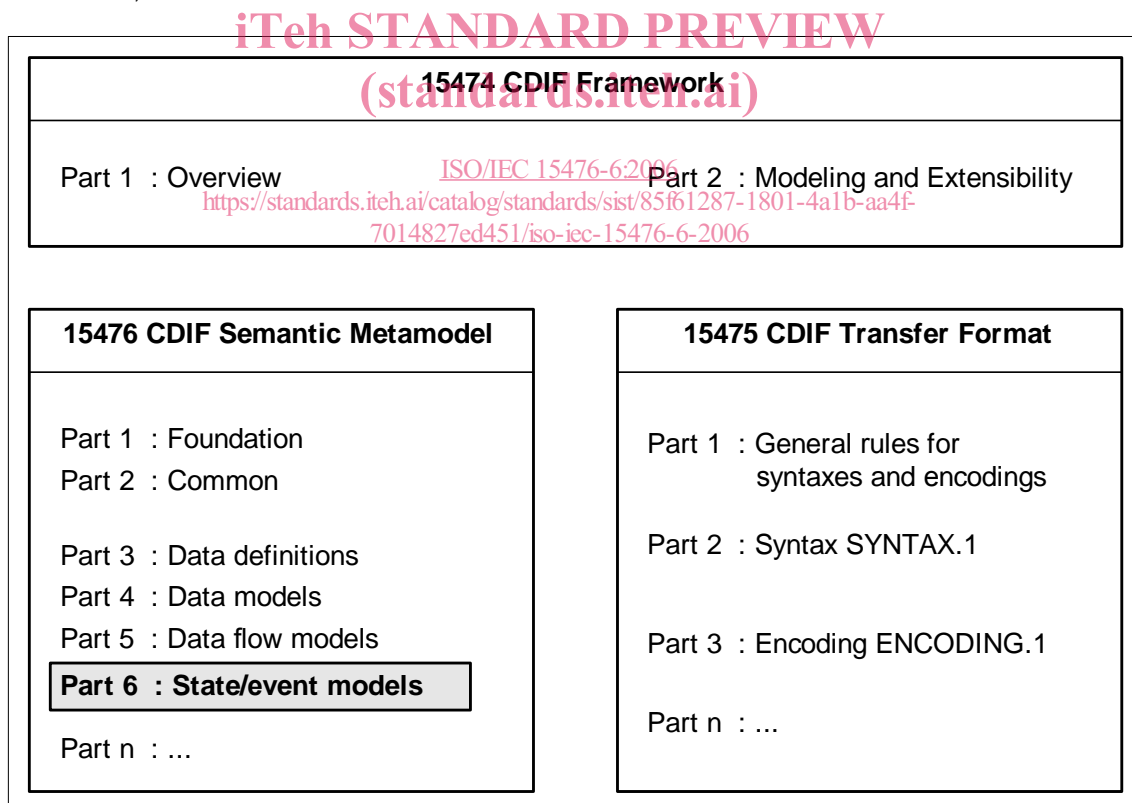 iTeh STANDARD PREVIEW
15474 CDIF Framework
(standards.iteh.ai)
Part 1 : Overview
ISO/IEC 15476-6:2006
Part 2 : Modeling and Extensibility
https://standards.iteh.ai/catalog/standards/sist/85f61287-1801-4a1b-aa4f-
7014827ed451/iso-iec-15476-6-2006
15476 CDIF Semantic Metamodel
Part 1 : Foundation
Part 2 : Common
Part 3 : Data definitions
Part 4 : Data models
Part 5 : Data flow models
Part 6 : State/event models
Part n : ...
15475 CDIF Transfer Format
Part 1 : General rules for
syntaxes and encodings
Part 2 : Syntax SYNTAX.1
Part 3 : Encoding ENCODING.1
Part n : ...